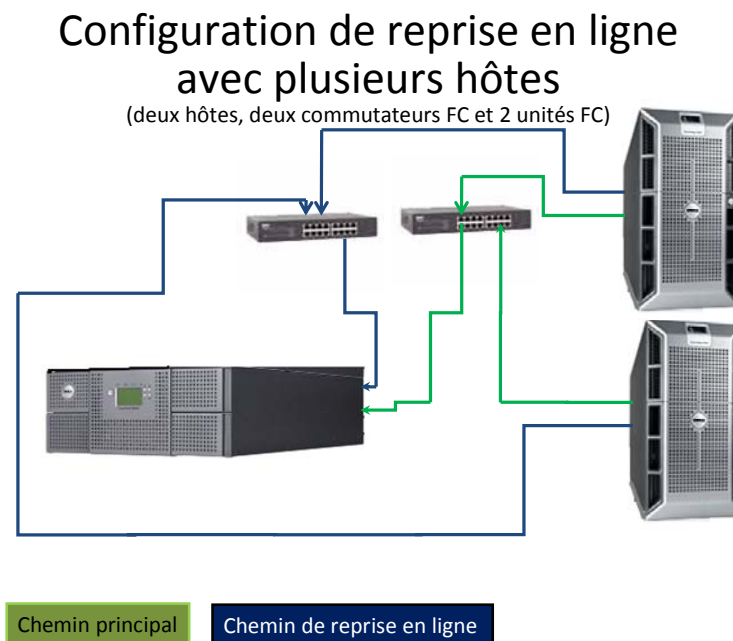 Configuration de reprise en ligne
avec plusieurs hôtes
(deux hôtes, deux commutateurs FC et 2 unités FC)
Chemin principal
Chemin de reprise en ligne